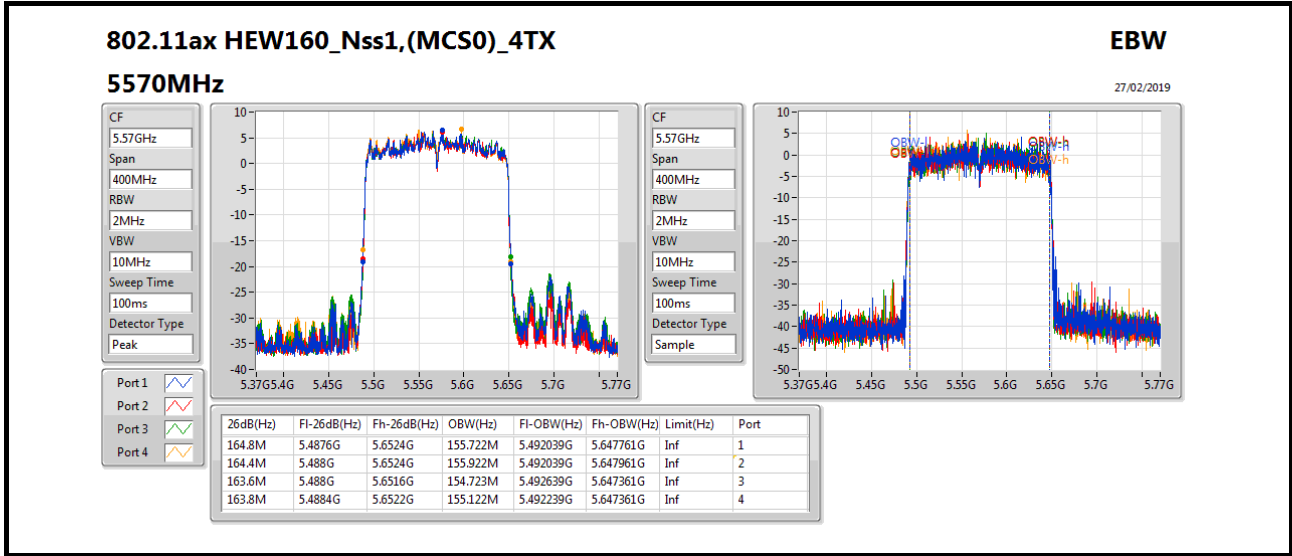 802.11ax HEW160_Nss1,(MCS0)_4TX
EBW
5570MHz
27/02/2019
CF
5.57GHz
Span
400MHz
RBW
2MHz
VBW
10MHz
Sweep Time
100ms
Detector Type
Peak
10
5
0
-5
-10
-15
-20
-25
-30
-35
-40
5.37G 5.4G 5.45G 5.5G 5.55G 5.6G 5.65G 5.7G 5.77G
CF
5.57GHz
Span
400MHz
RBW
2MHz
VBW
10MHz
Sweep Time
100ms
Detector Type
Sample
10
5
0
-5
-10
-15
-20
-25
-30
-35
-40
-45
-50
OBW-l
OBW-h
OBW-h
5.37G 5.4G 5.45G 5.5G 5.55G 5.6G 5.65G 5.7G 5.77G
Port 1
Port 2
Port 3
Port 4
26dB(Hz) Fl-26dB(Hz) Fh-26dB(Hz) OBW(Hz) Fl-OBW(Hz) Fh-OBW(Hz) Limit(Hz) Port
164.8M 5.4876G 5.6524G 155.722M 5.492039G 5.647761G Inf 1
164.4M 5.488G 5.6524G 155.922M 5.492039G 5.647961G Inf 2
163.6M 5.488G 5.6516G 154.723M 5.492639G 5.647361G Inf 3
163.8M 5.4884G 5.6522G 155.122M 5.492239G 5.647361G Inf 4